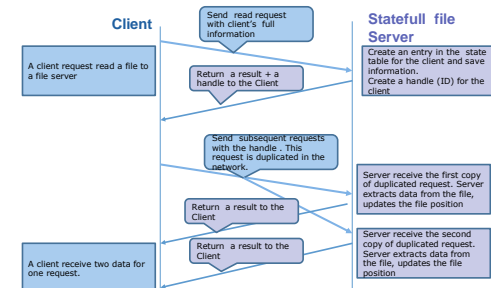 Client
Statefull file
Server
Send read request
with client's full
information
A client request read a file to
a file server
Create an entry in the state
table for the client and save
information.
Create a handle (ID) for the
client
Return a result + a
handle to the Client
Send subsequent requests
with the handle . This
request is duplicated in the
network.
Server receive the first copy
of duplicated request. Server
extracts data from the file,
updates the file position
Return a result to the
Client
Return a result to the
Client
Server receive the second
copy of duplicated request.
Server extracts data from
the file, updates the file
position
A client receive two data for
one request.